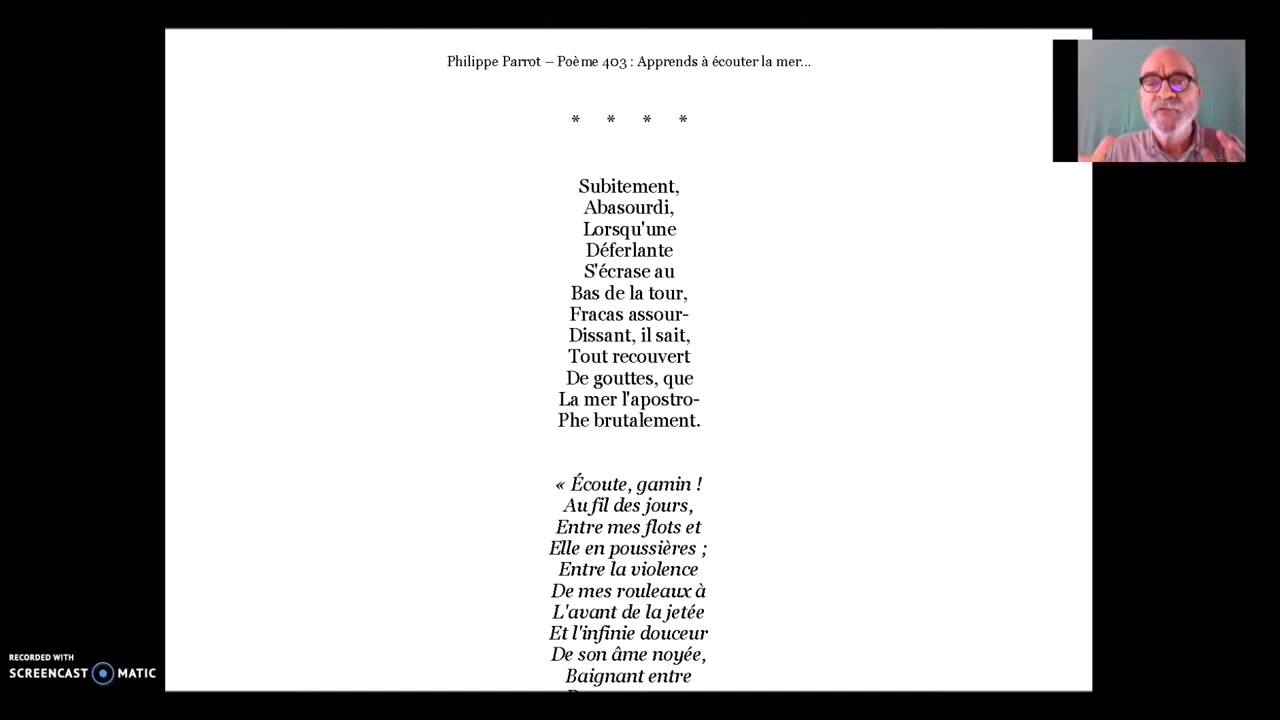 Philippe Parrot – Poème 403 : Apprends à écouter la mer...
* * * *
Subitement,
Abasourdi,
Lorsqu'une
Déferlante
S'écrase au
Bas de la tour,
Fracas assour-
Dissant, il sait,
Tout recouvert
De gouttes, que
La mer l'apostro-
Phe brutalement.
« Écoute, gamin !
Au fil des jours,
Entre mes flots et
Elle en poussières ;
Entre la violence
De mes rouleaux à
L'avant de la jetée
Et l'infinie douceur
De son âme noyée,
Baignant entre
RECORDED WITH
SCREENCAST MATIC